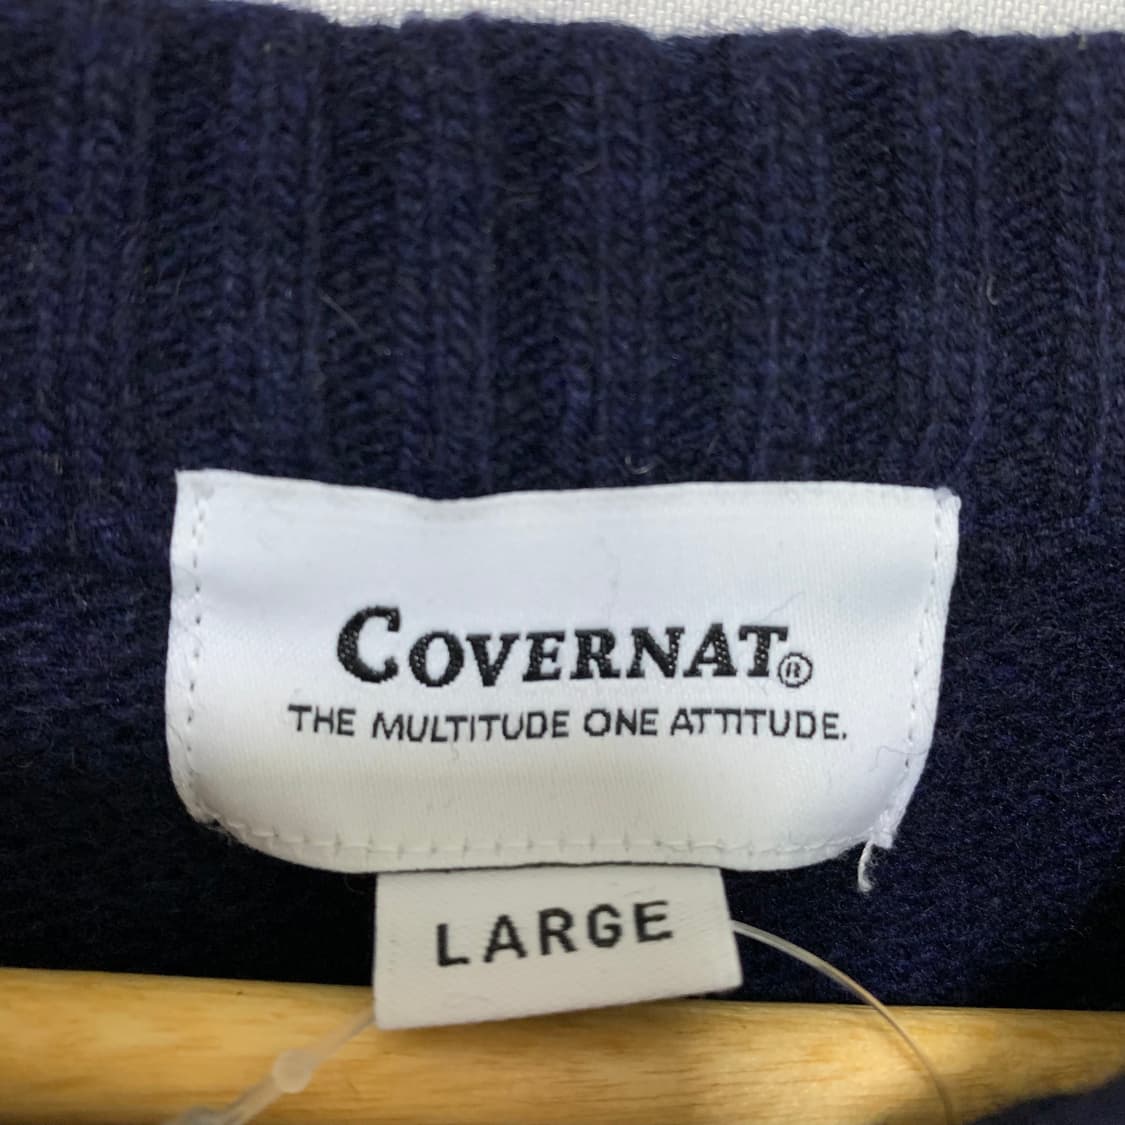 COVERNAT®
THE MULTITUDE ONE ATTITUDE.
LARGE